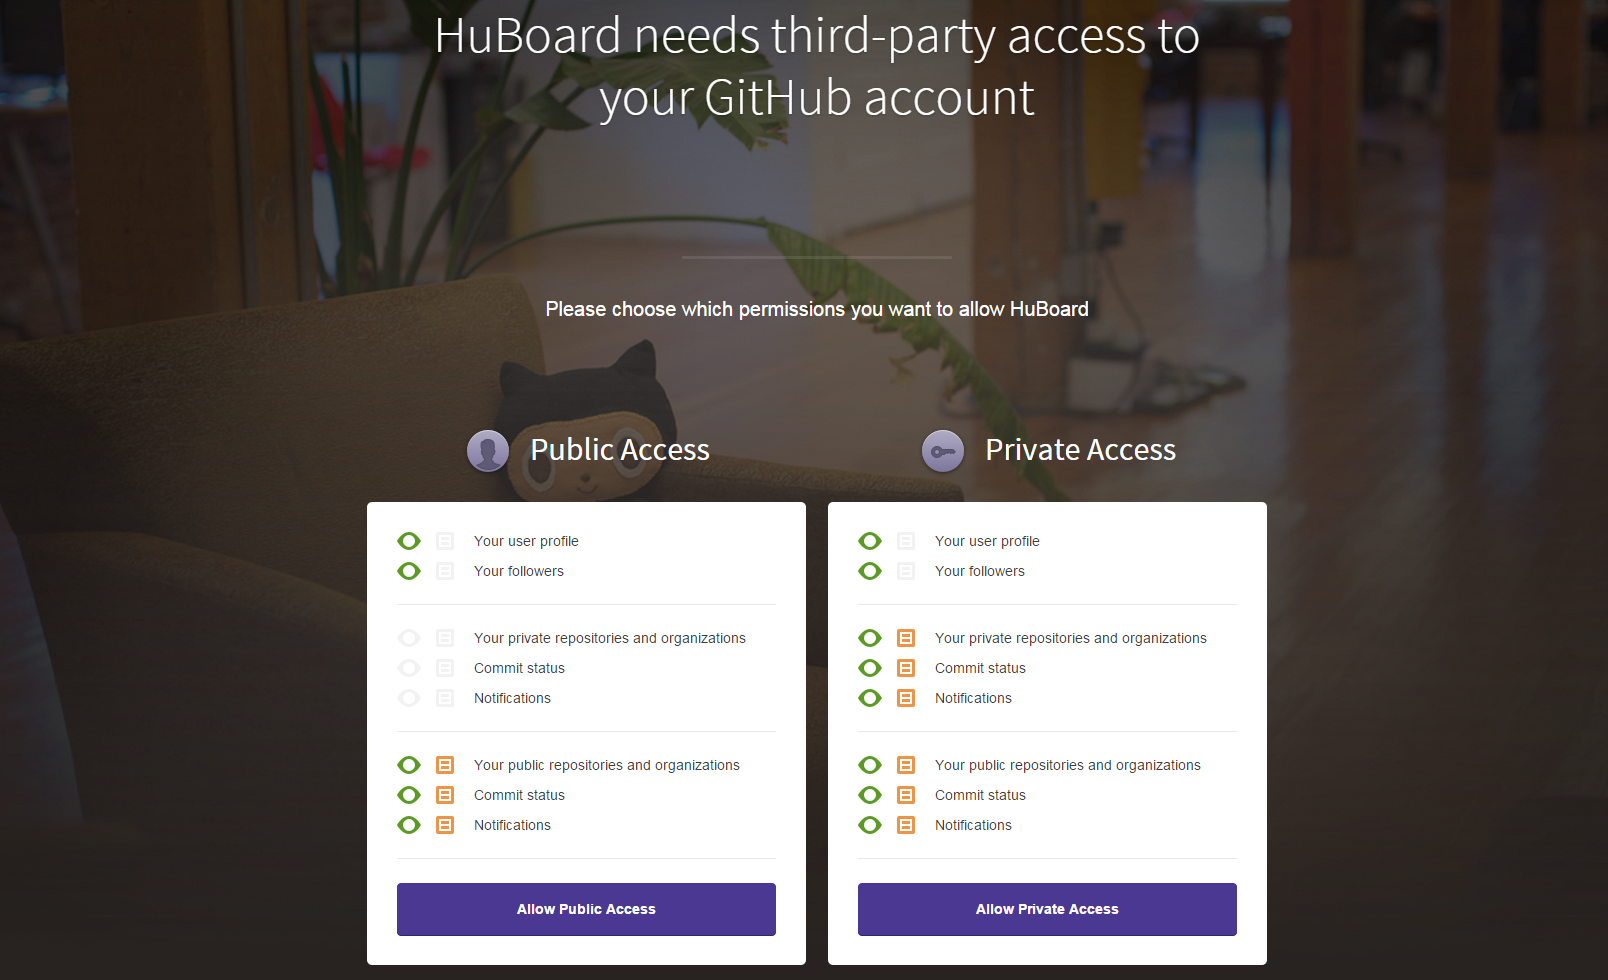 HuBoard needs third-party access to
your GitHub account
Please choose which permissions you want to allow HuBoard
Public Access
Your user profile
Your followers
Your private repositories and organizations
Commit status
Notifications
Your public repositories and organizations
Commit status
Notifications
Allow Public Access
Private Access
Your user profile
Your followers
Your private repositories and organizations
Commit status
Notifications
Your public repositories and organizations
Commit status
Notifications
Allow Private Access